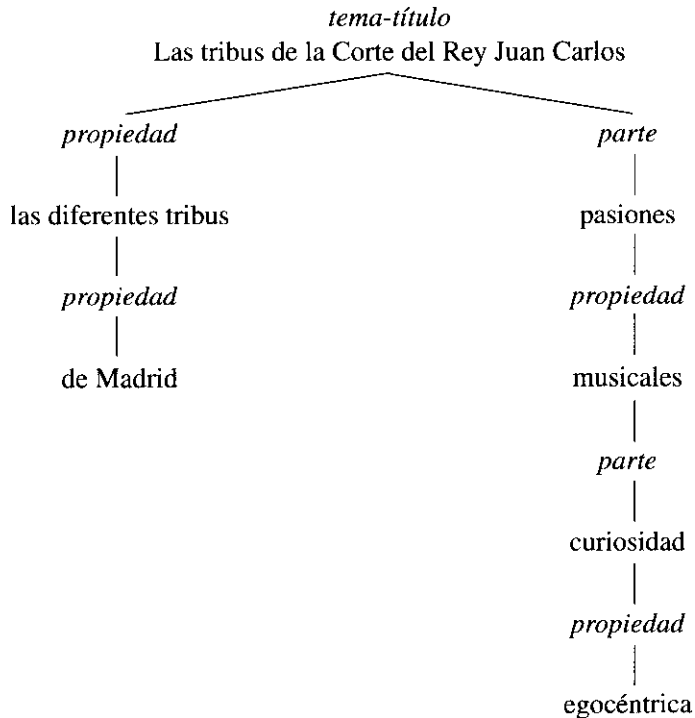 tema-título
Las tribus de la Corte del Rey Juan Carlos
propiedad
parte
las diferentes tribus
pasiones
propiedad
propiedad
de Madrid
musicales
parte
curiosidad
propiedad
egocéntrica